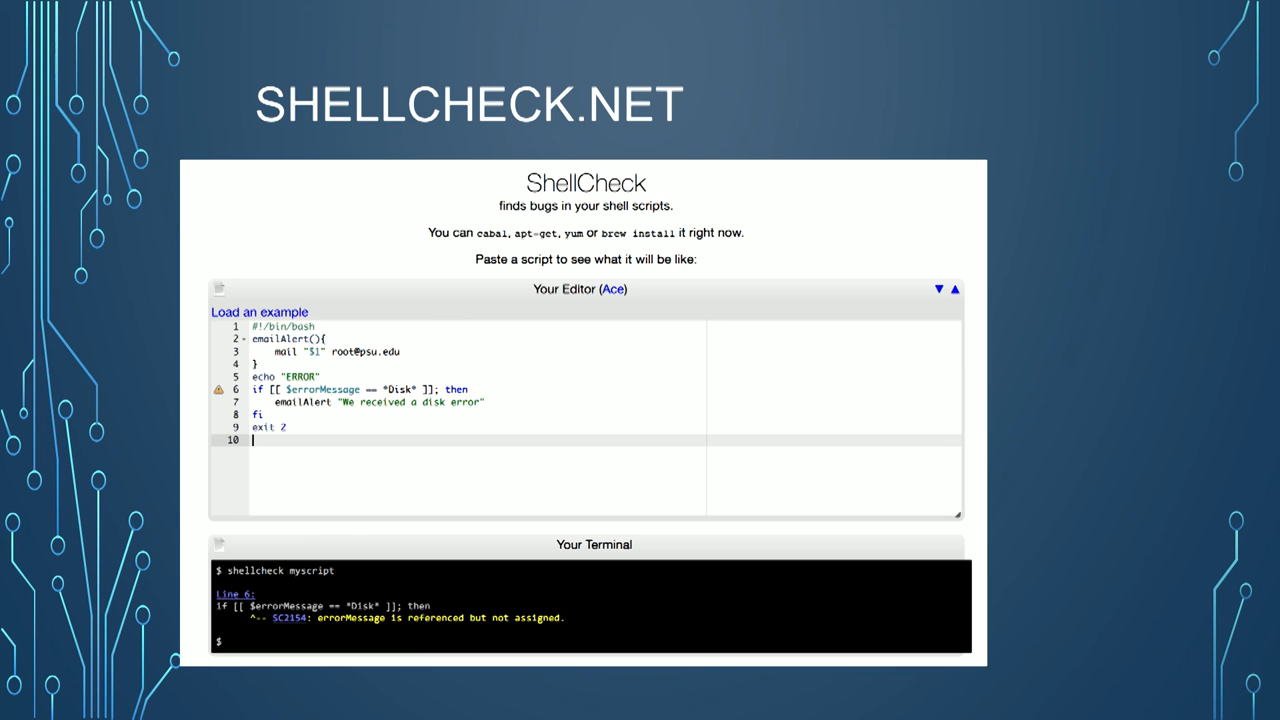 SHELLCHECK.NET
ShellCheck
finds bugs in your shell scripts.
You can cabal, apt-get, yum or brew install it right now.
Paste a script to see what it will be like:
Your Editor (Ace)
▼ ▲
Load an example
1 #!/bin/bash
2 emailAlert(){
3 mail "$1" root@psu.edu
4 }
5 echo "ERROR"
6 if [[ $errorMessage == *Disk* ]]; then
7 emailAlert "We received a disk error"
8 fi
9 exit 2
10
Your Terminal
$ shellcheck myscript
Line 6:
if [[ $errorMessage == *Disk* ]]; then
^-- SC2154: errorMessage is referenced but not assigned.
$